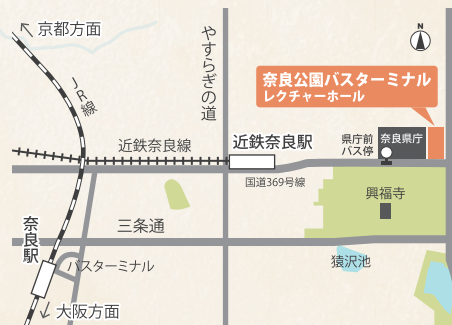 京都方面
N
やすらぎの道
JR線
奈良公園バスターミナル
レクチャーホール
近鉄奈良線
近鉄奈良駅
県庁前
バス停
奈良県庁
国道369号線
興福寺
三条通
奈良駅
バスターミナル
猿沢池
大阪方面